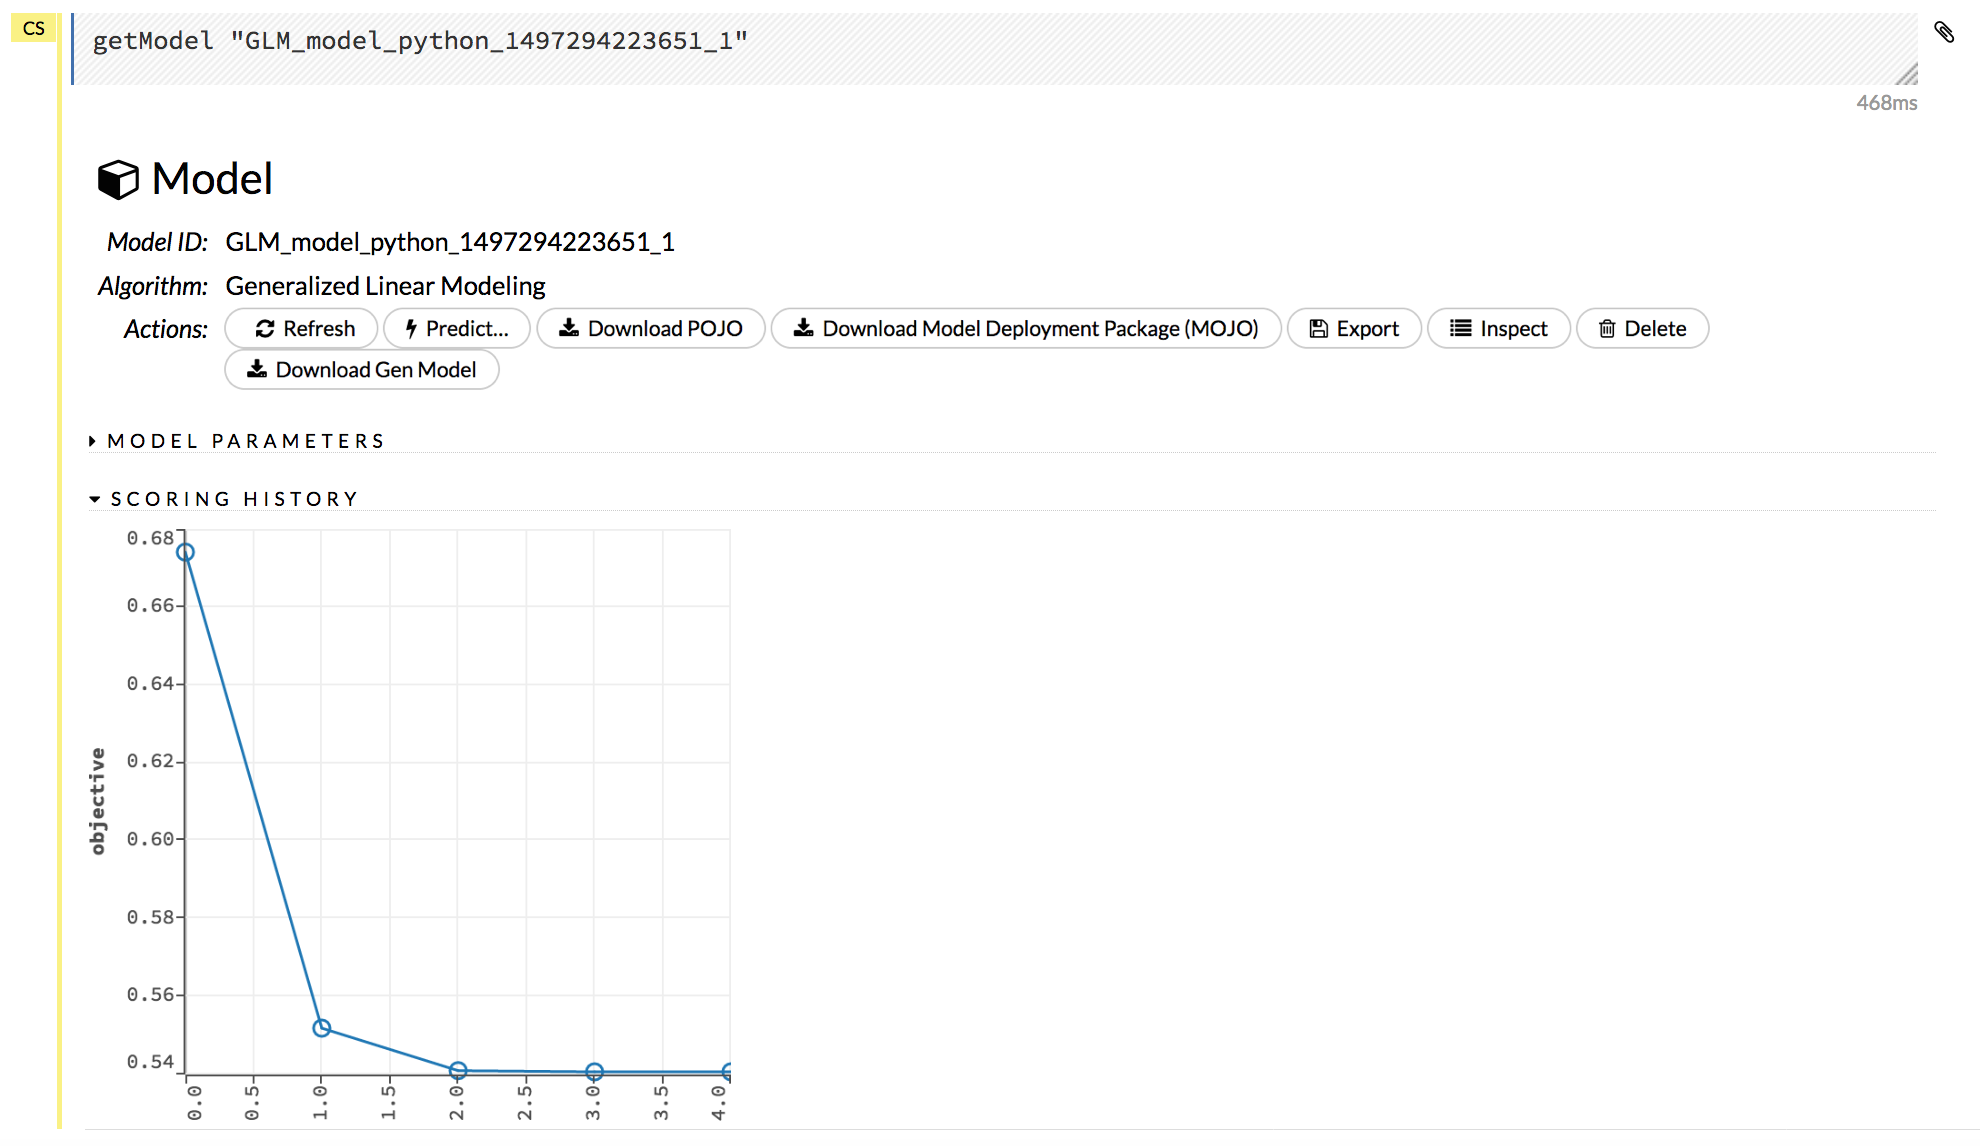 CS
getModel "GLM_model_python_1497294223651_1"
468ms
Model
Model ID: GLM_model_python_1497294223651_1
Algorithm: Generalized Linear Modeling
Actions: Refresh Predict... Download POJO Download Model Deployment Package (MOJO) Export Inspect Delete
Download Gen Model
MODEL PARAMETERS
SCORING HISTORY
0.68
0.66
0.64
0.62
0.60
0.58
0.56
0.54
objective
0.0 0.5 1.0 1.5 2.0 2.5 3.0 3.5 4.0